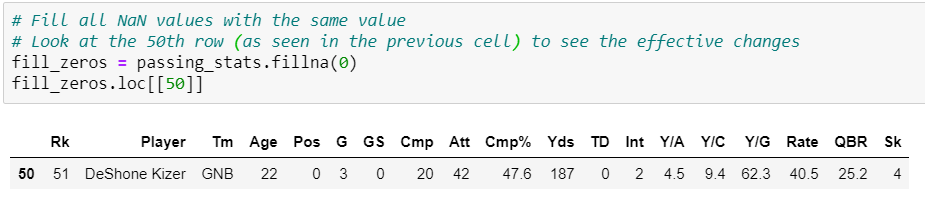 # Fill all NaN values with the same value
# Look at the 50th row (as seen in the previous cell) to see the effective changes
fill_zeros = passing_stats.fillna(0)
fill_zeros.loc[[50]]
Rk Player Tm Age Pos G GS Cmp Att Cmp% Yds TD Int Y/A Y/C Y/G Rate QBR Sk
50 51 DeShone Kizer GNB 22 0 3 0 20 42 47.6 187 0 2 4.5 9.4 62.3 40.5 25.2 4